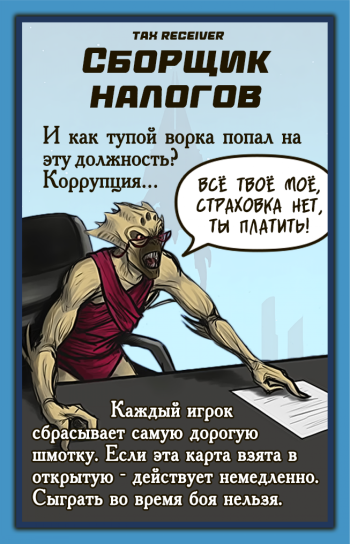 TAX RECEIVER
Сборщик
налогов
И как тупой ворка попал на
эту должность?
Коррупция...
ВСЁ ТВОЁ МОЁ,
СТРАХОВКА НЕТ,
ТЫ ПЛАТИТЬ!
Каждый игрок
сбрасывает самую дорогую
шмотку. Если эта карта взята в
открытую - действует немедленно.
Сыграть во время боя нельзя.